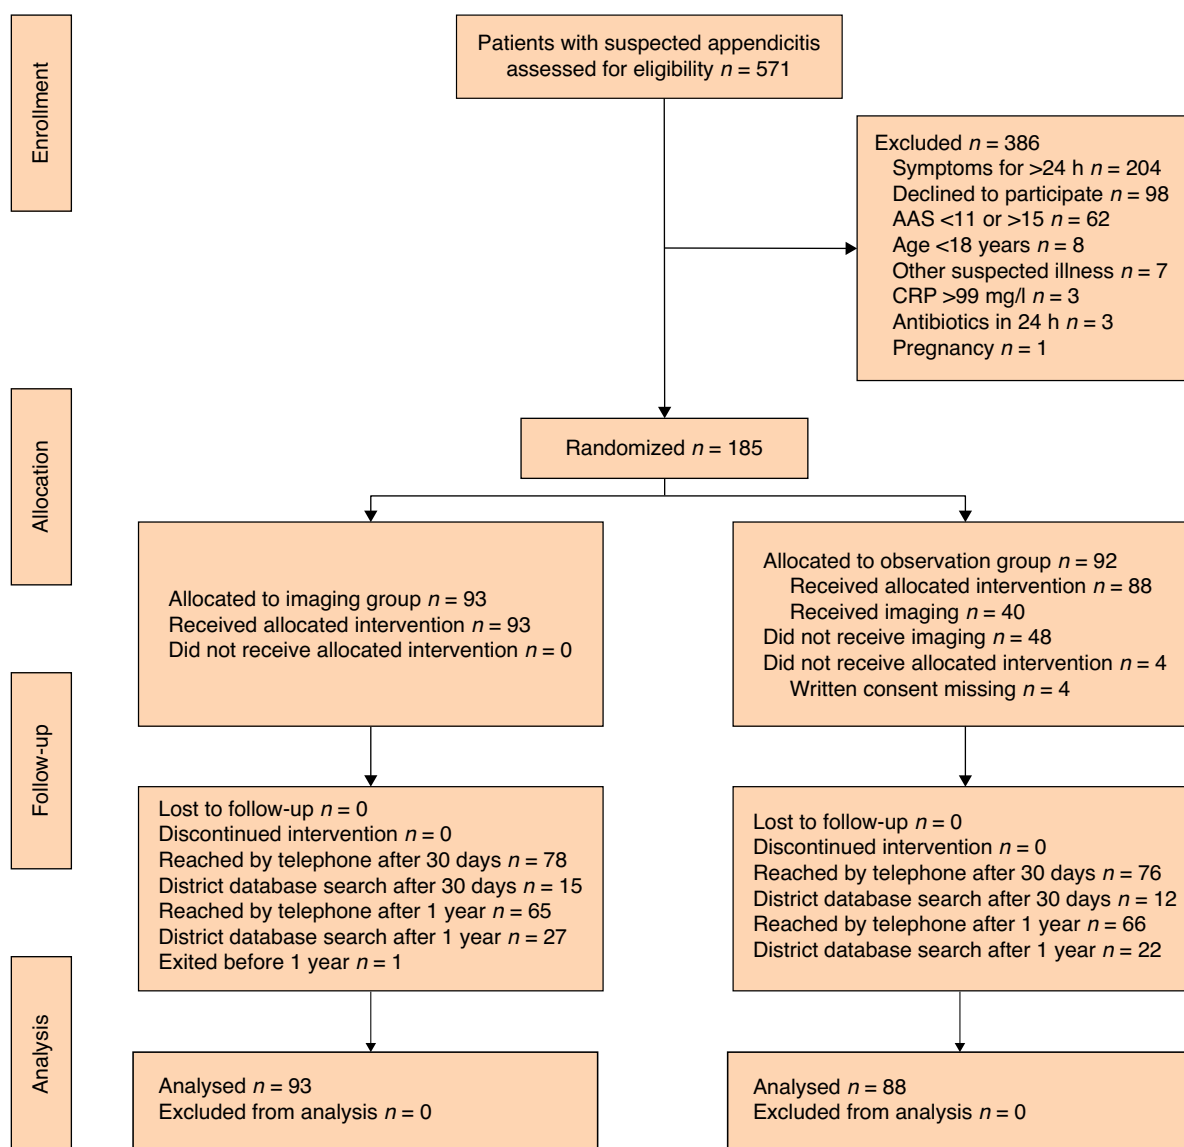 Enrollment
Patients with suspected appendicitis
assessed for eligibility n = 571
Excluded n = 386
Symptoms for >24 h n = 204
Declined to participate n = 98
AAS <11 or >15 n = 62
Age <18 years n = 8
Other suspected illness n = 7
CRP >99 mg/l n = 3
Antibiotics in 24 h n = 3
Pregnancy n = 1
Allocation
Randomized n = 185
Allocated to imaging group n = 93
Received allocated intervention n = 93
Did not receive allocated intervention n = 0
Allocated to observation group n = 92
Received allocated intervention n = 88
Received imaging n = 40
Did not receive imaging n = 48
Did not receive allocated intervention n = 4
Written consent missing n = 4
Follow-up
Lost to follow-up n = 0
Discontinued intervention n = 0
Reached by telephone after 30 days n = 78
District database search after 30 days n = 15
Reached by telephone after 1 year n = 65
District database search after 1 year n = 27
Exited before 1 year n = 1
Lost to follow-up n = 0
Discontinued intervention n = 0
Reached by telephone after 30 days n = 76
District database search after 30 days n = 12
Reached by telephone after 1 year n = 66
District database search after 1 year n = 22
Analysis
Analysed n = 93
Excluded from analysis n = 0
Analysed n = 88
Excluded from analysis n = 0